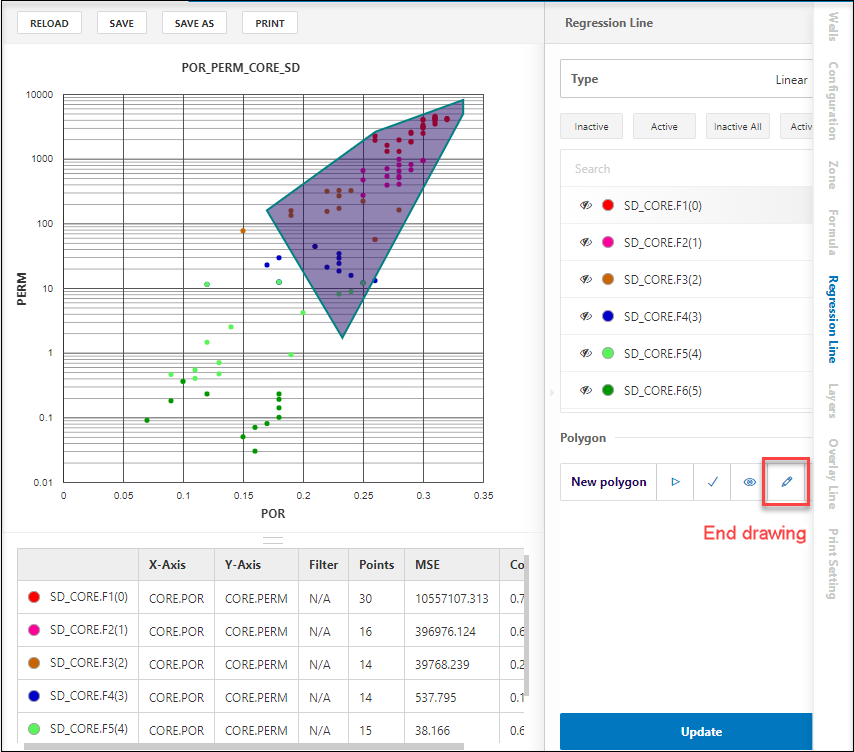 RELOAD SAVE SAVE AS PRINT
POR_PERM_CORE_SD
PERM
10000
1000
100
10
1
0.1
0.01
0 0.05 0.1 0.15 0.2 0.25 0.3 0.35
POR
X-Axis Y-Axis Filter Points MSE Co
SD_CORE.F1(0) CORE.POR CORE.PERM N/A 30 10557107.313 0.7
SD_CORE.F2(1) CORE.POR CORE.PERM N/A 16 396976.124 0.6
SD_CORE.F3(2) CORE.POR CORE.PERM N/A 14 39768.239 0.2
SD_CORE.F4(3) CORE.POR CORE.PERM N/A 14 537.795 0.1
SD_CORE.F5(4) CORE.POR CORE.PERM N/A 15 38.166 0.6
Regression Line
Type Linear
Inactive Active Inactive All Activ
Search
SD_CORE.F1(0)
SD_CORE.F2(1)
SD_CORE.F3(2)
SD_CORE.F4(3)
SD_CORE.F5(4)
SD_CORE.F6(5)
Polygon
New polygon
End drawing
Update
Wells
Configuration
Zone
Formula
Regression Line
Layers
Overlay Line
Print Setting